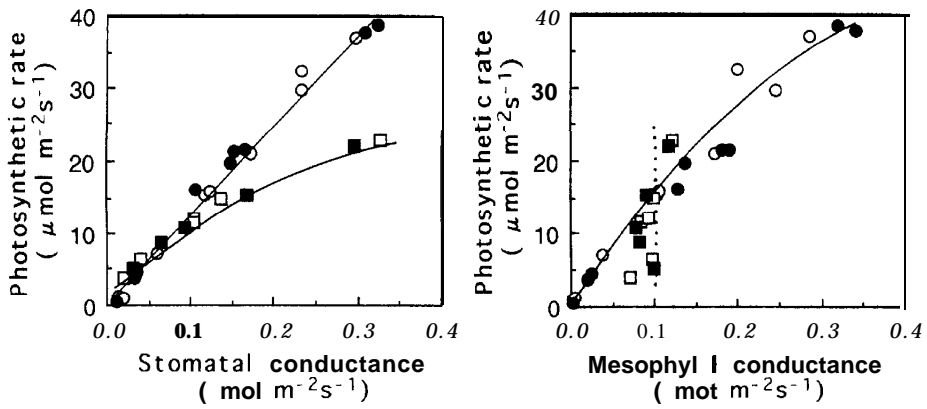 Photosynthetic rate
( μmol m⁻²s⁻¹)
40
30
20
10
0
0.0
0.1
0.2
0.3
0.4
Stomatal conductance
( mol m⁻²s⁻¹)
Photosynthetic rate
( μmol m⁻²s⁻¹)
40
30
20
10
0
0.0
0.1
0.2
0.3
0.4
Mesophyl l conductance
( mot m⁻²s⁻¹)